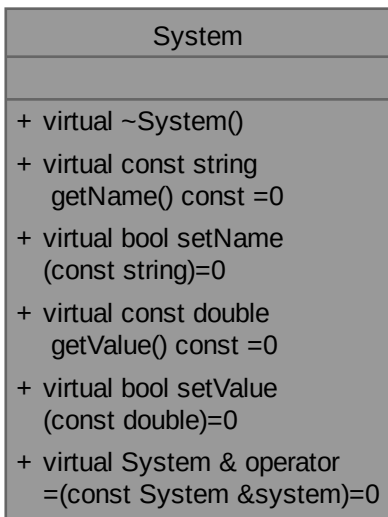 System
+ virtual ~System()
+ virtual const string
getName() const =0
+ virtual bool setName
(const string)=0
+ virtual const double
getValue() const =0
+ virtual bool setValue
(const double)=0
+ virtual System & operator
=(const System &system)=0